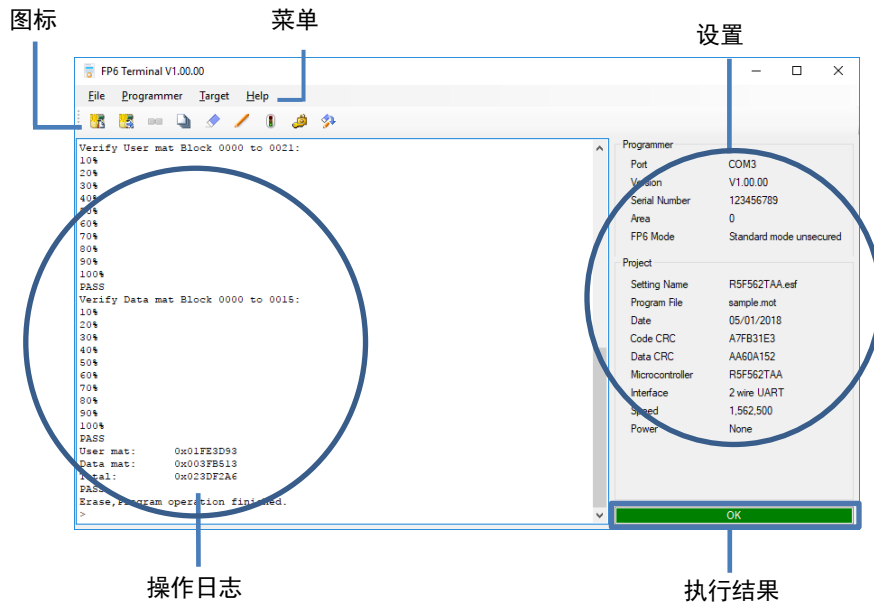 图标
菜单
设置
FP6 Terminal V1.00.00
File Programmer Target Help
Verify User mat Block 0000 to 0021:
10%
20%
30%
40%
50%
60%
70%
80%
90%
100%
PASS
Verify Data mat Block 0000 to 0015:
10%
20%
30%
40%
50%
60%
70%
80%
90%
100%
PASS
User mat: 0x01FE3D93
Data mat: 0x003FB513
Total: 0x023DF2A6
PASS
Erase,Program operation finished.
>
Programmer
Port COM3
Version V1.00.00
Serial Number 123456789
Area 0
FP6 Mode Standard mode unsecured
Project
Setting Name R5F562TAA.esf
Program File sample.mot
Date 05/01/2018
Code CRC A7FB31E3
Data CRC AA60A152
Microcontroller R5F562TAA
Interface 2 wire UART
Speed 1,562,500
Power None
OK
操作日志
执行结果